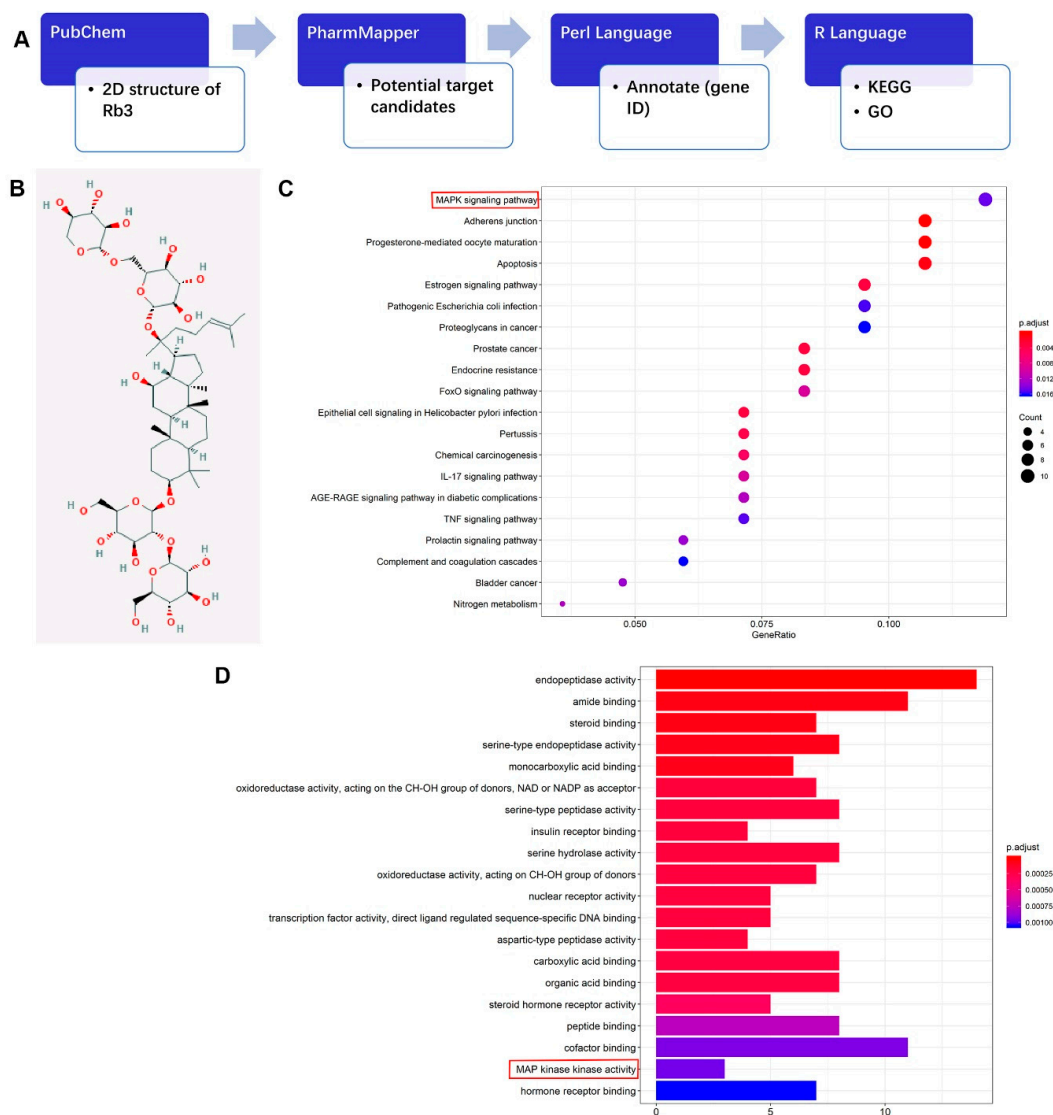 A
PubChem
• 2D structure of
Rb3
PharmMapper
• Potential target
candidates
Perl Language
• Annotate (gene
ID)
R Language
• KEGG
• GO
B
H
H
O
O
H
O
O
O
H
O
O
H
O
O
O
H
O
H
H
O
H
H
H
H
O
O
O
H
O
H
O
O
H
O
H
O
O
H
O
H
O
H
C
MAPK signaling pathway
Adherens junction
Progesterone-mediated oocyte maturation
Apoptosis
Estrogen signaling pathway
Pathogenic Escherichia coli infection
Proteoglycans in cancer
Prostate cancer
Endocrine resistance
FoxO signaling pathway
Epithelial cell signaling in Helicobacter pylori infection
Pertussis
Chemical carcinogenesis
IL-17 signaling pathway
AGE-RAGE signaling pathway in diabetic complications
TNF signaling pathway
Prolactin signaling pathway
Complement and coagulation cascades
Bladder cancer
Nitrogen metabolism
0.050
0.075
0.100
GeneRatio
p.adjust
0.004
0.008
0.012
0.016
Count
4
6
8
10
D
endopeptidase activity
amide binding
steroid binding
serine-type endopeptidase activity
monocarboxylic acid binding
oxidoreductase activity, acting on the CH-OH group of donors, NAD or NADP as acceptor
serine-type peptidase activity
insulin receptor binding
serine hydrolase activity
oxidoreductase activity, acting on CH-OH group of donors
nuclear receptor activity
transcription factor activity, direct ligand regulated sequence-specific DNA binding
aspartic-type peptidase activity
carboxylic acid binding
organic acid binding
steroid hormone receptor activity
peptide binding
cofactor binding
MAP kinase kinase activity
hormone receptor binding
0
5
10
p.adjust
0.00025
0.00050
0.00075
0.00100